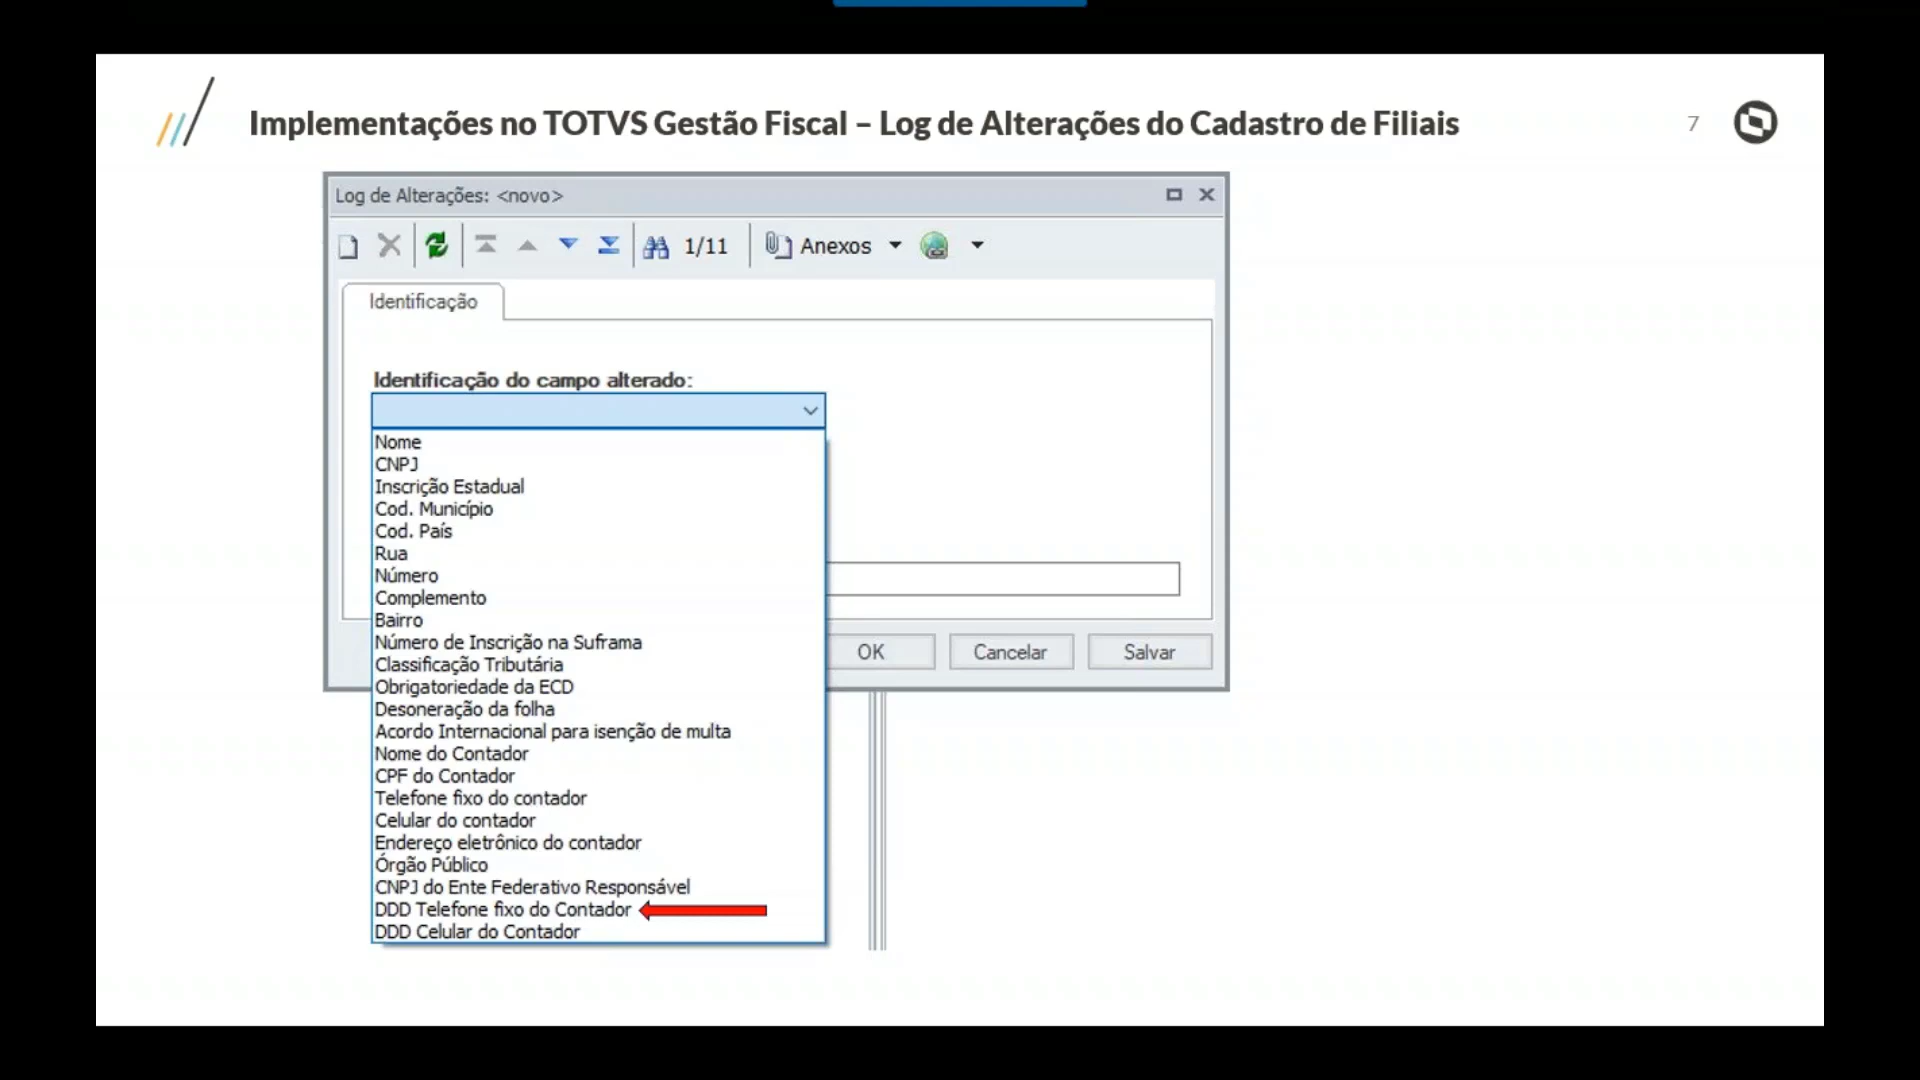 Implementações no TOTVS Gestão Fiscal – Log de Alterações do Cadastro de Filiais
7
Log de Alterações: <novo>
1/11
Anexos
Identificação
Identificação do campo alterado:
Nome
CNPJ
Inscrição Estadual
Cod. Município
Cod. País
Rua
Número
Complemento
Bairro
Número de Inscrição na Suframa
Classificação Tributária
Obrigatoriedade da ECD
Desoneração da folha
Acordo Internacional para isenção de multa
Nome do Contador
CPF do Contador
Telefone fixo do contador
Celular do contador
Endereço eletrônico do contador
Órgão Público
CNPJ do Ente Federativo Responsável
DDD Telefone fixo do Contador
DDD Celular do Contador
OK
Cancelar
Salvar